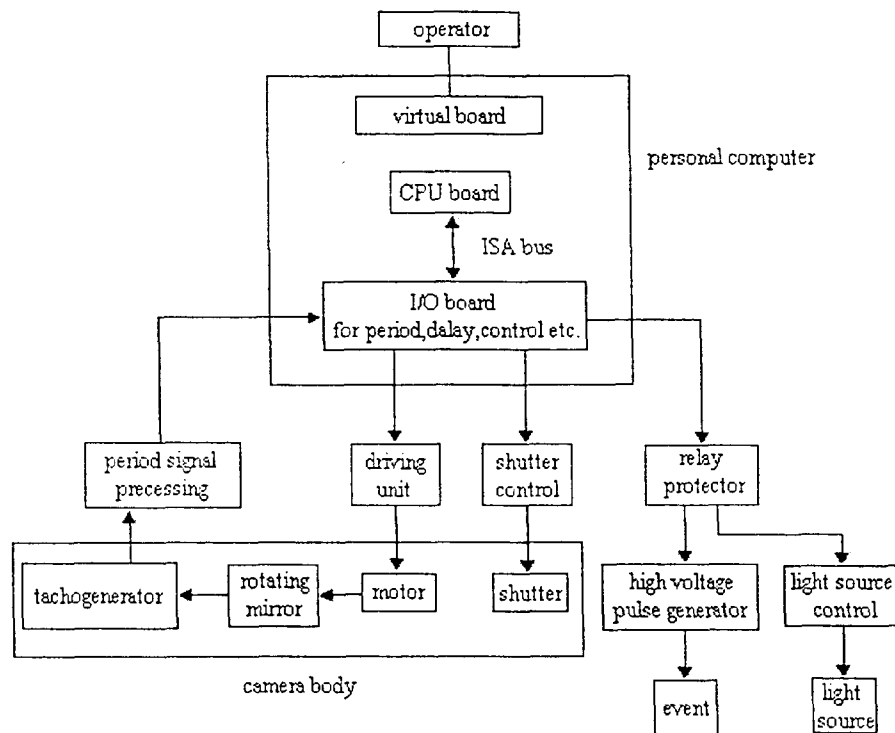 operator
virtual board
personal computer
CPU board
ISA bus
I/O board
for period,dalay,control etc.
period signal
precessing
driving
unit
shutter
control
relay
protector
tachogenerator
rotating
mirror
motor
shutter
high voltage
pulse generator
light source
control
camera body
event
light
source